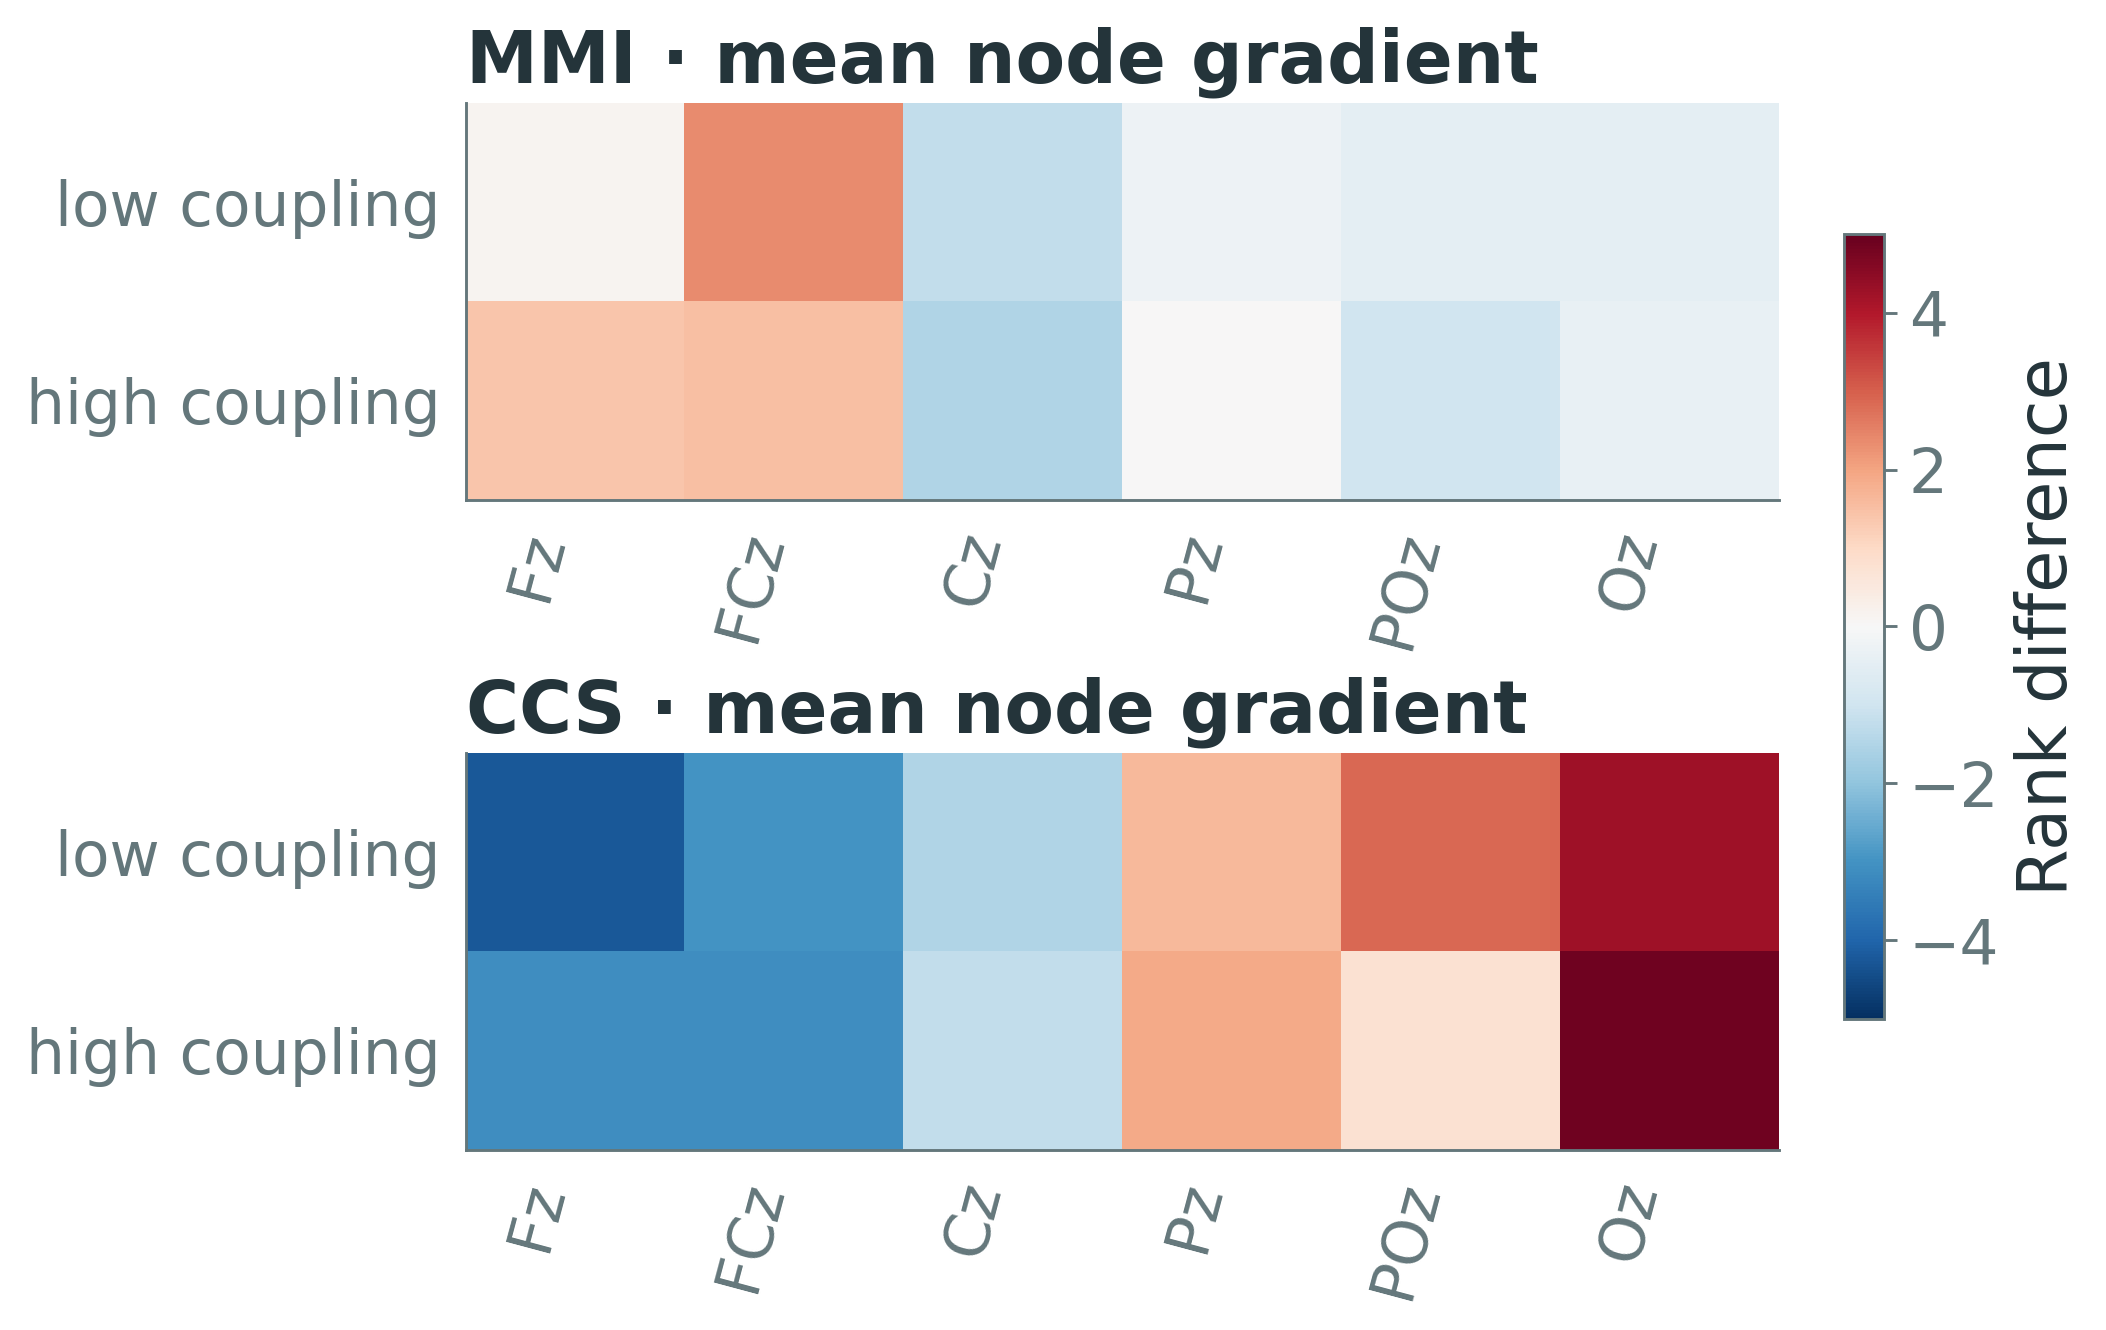 MMI · mean node gradient
low coupling
high coupling
Fz
FCz
Cz
Pz
POz
Oz
CCS · mean node gradient
low coupling
high coupling
Fz
FCz
Cz
Pz
POz
Oz
4
2
0
−2
−4
Rank difference